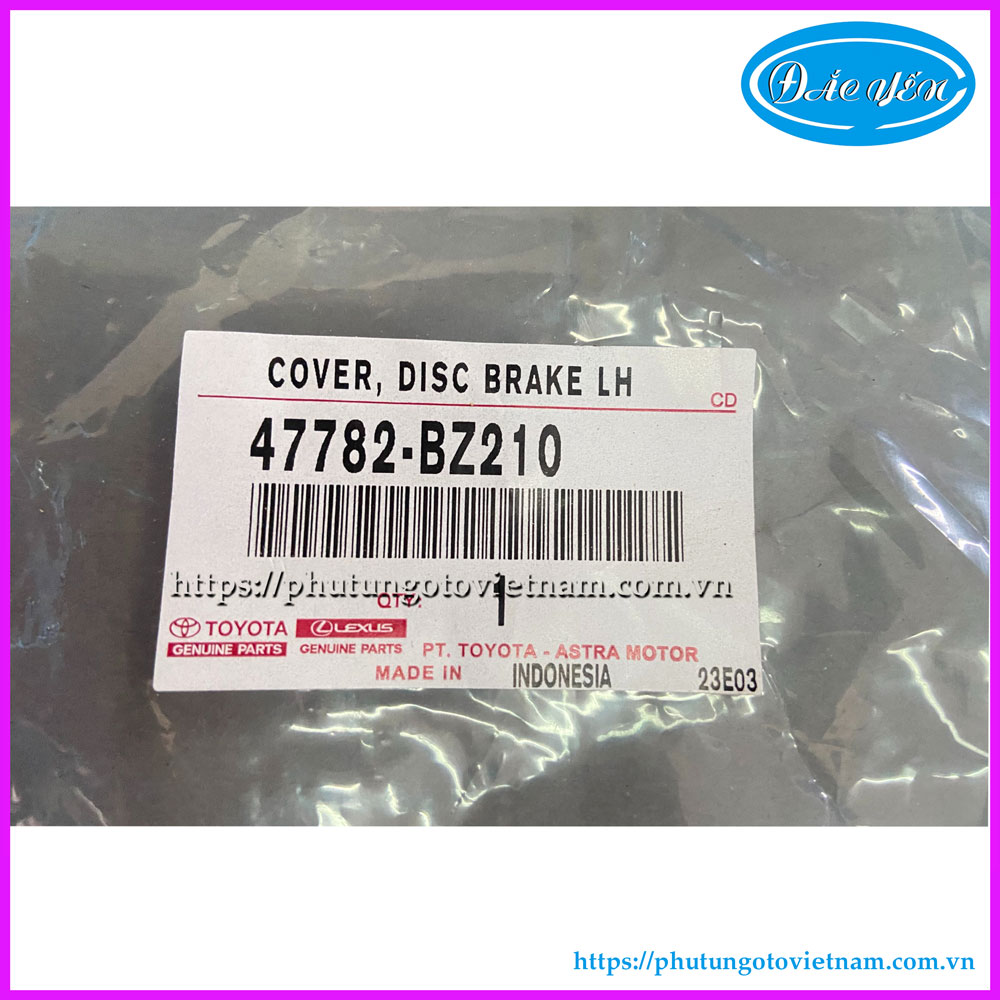 ĐẮC YẾN
COVER, DISC BRAKE LH
CD
47782-BZ210
https://phutungotovietnam.com.vn
QTY: 1
TOYOTA LEXUS
GENUINE PARTS GENUINE PARTS PT. TOYOTA - ASTRA MOTOR
MADE IN INDONESIA 23E03
https://phutungotovietnam.com.vn